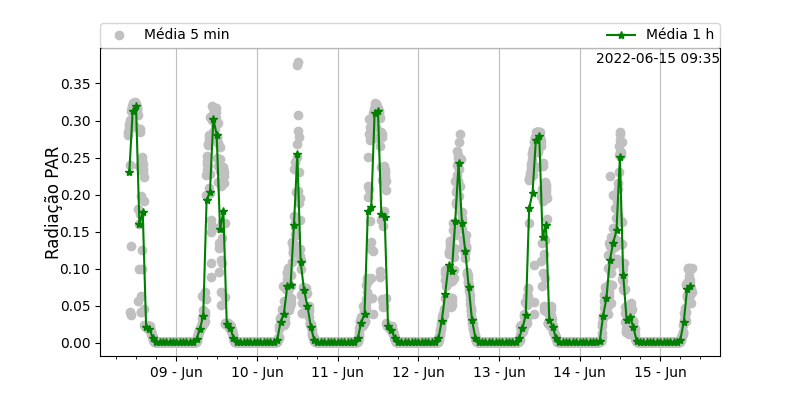 Média 5 min
Média 1 h
2022-06-15 09:35
Radiação PAR
0.35
0.30
0.25
0.20
0.15
0.10
0.05
0.00
09 - Jun
10 - Jun
11 - Jun
12 - Jun
13 - Jun
14 - Jun
15 - Jun